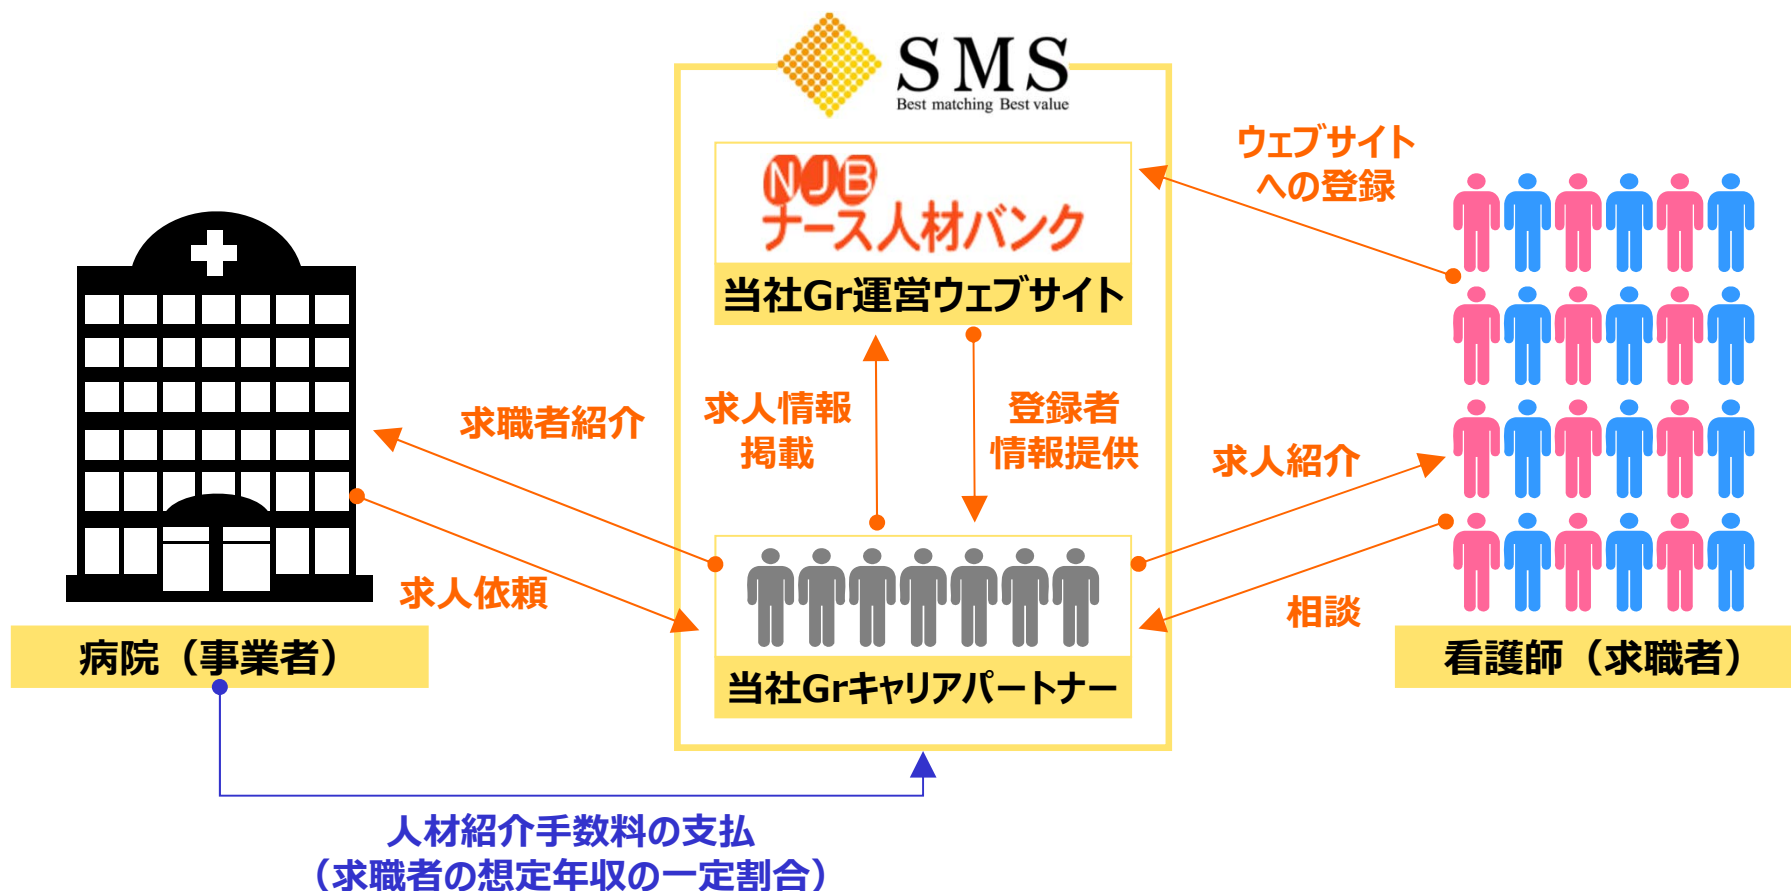 SMS
Best matching Best value
NJB
ナース人材バンク
当社Gr運営ウェブサイト
ウェブサイト
への登録
求人情報
掲載
登録者
情報提供
求職者紹介
求人依頼
求人紹介
相談
病院（事業者）
当社Grキャリアパートナー
看護師（求職者）
人材紹介手数料の支払
（求職者の想定年収の一定割合）